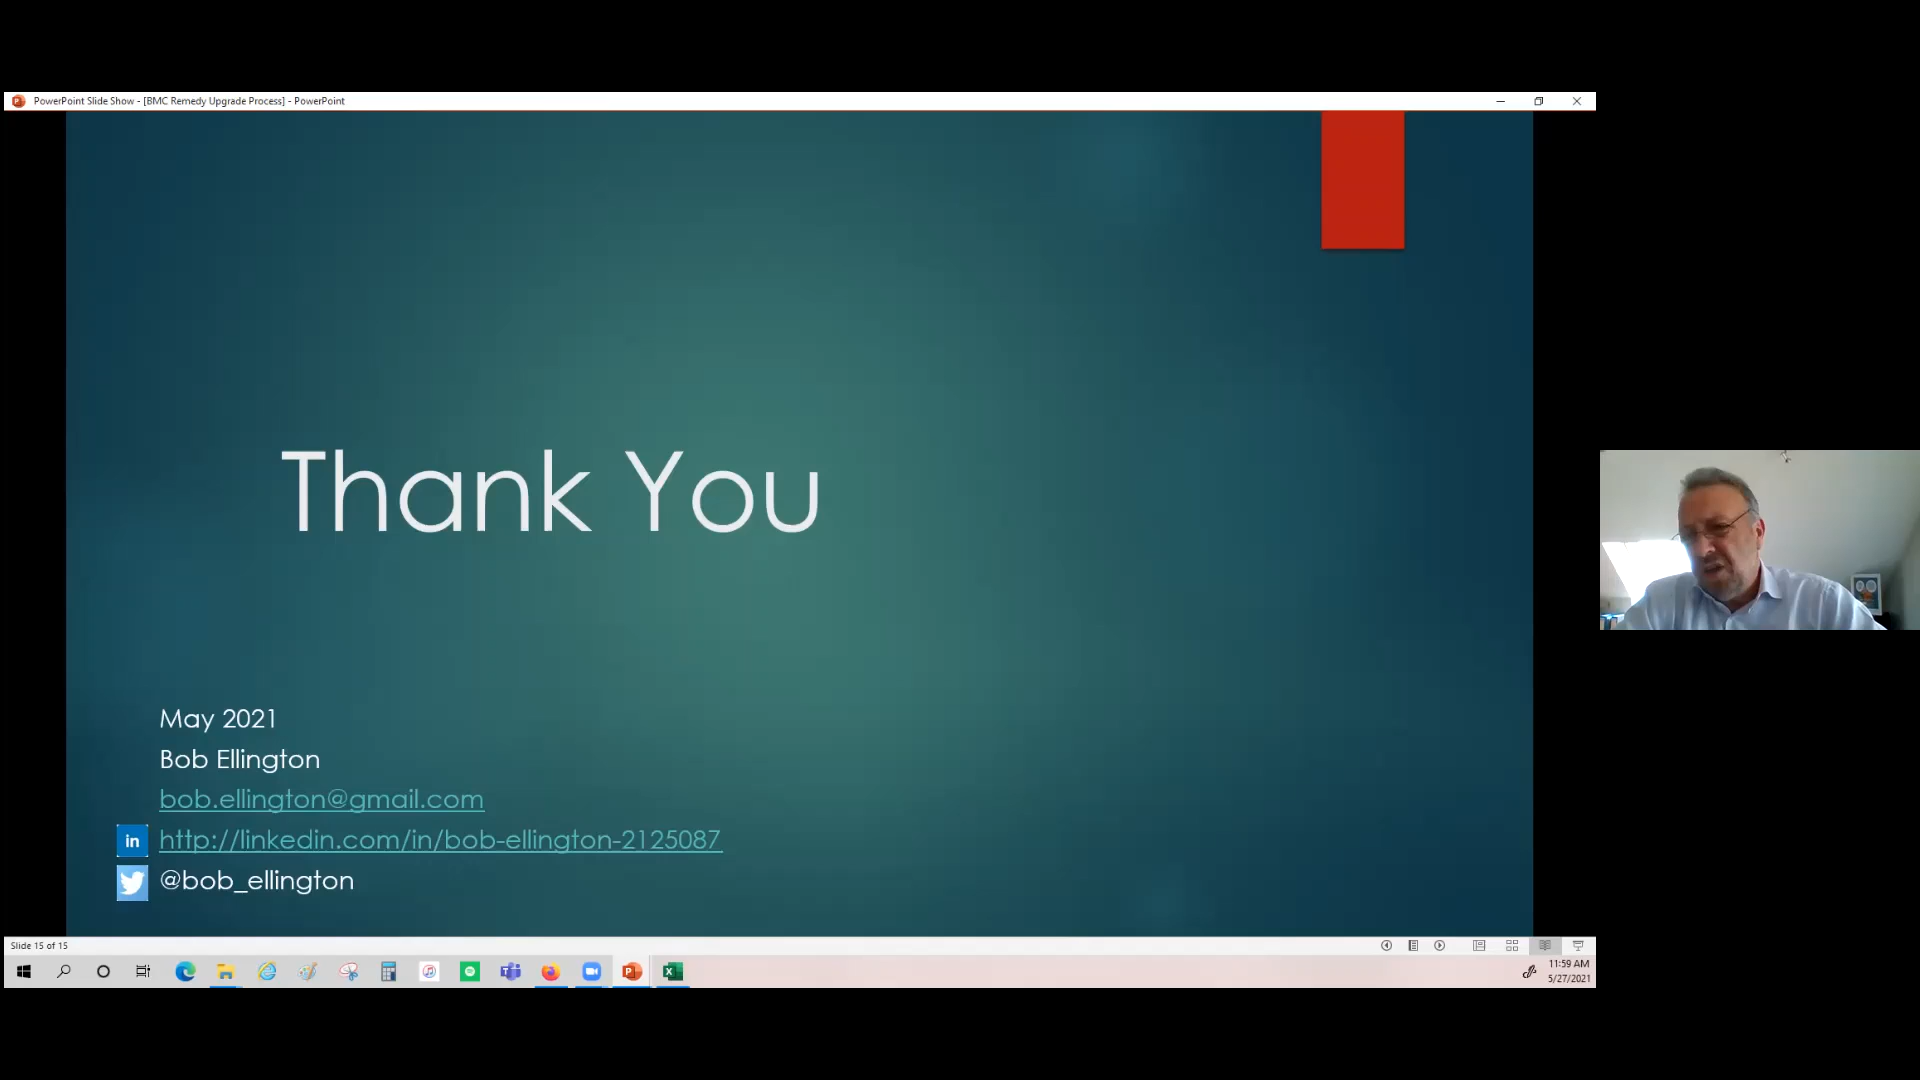 PowerPoint Slide Show - [BMC Remedy Upgrade Process] - PowerPoint
Thank You
May 2021
Bob Ellington
bob.ellington@gmail.com
in http://linkedin.com/in/bob-ellington-2125087
@bob_ellington
Slide 15 of 15
11:59 AM
5/27/2021